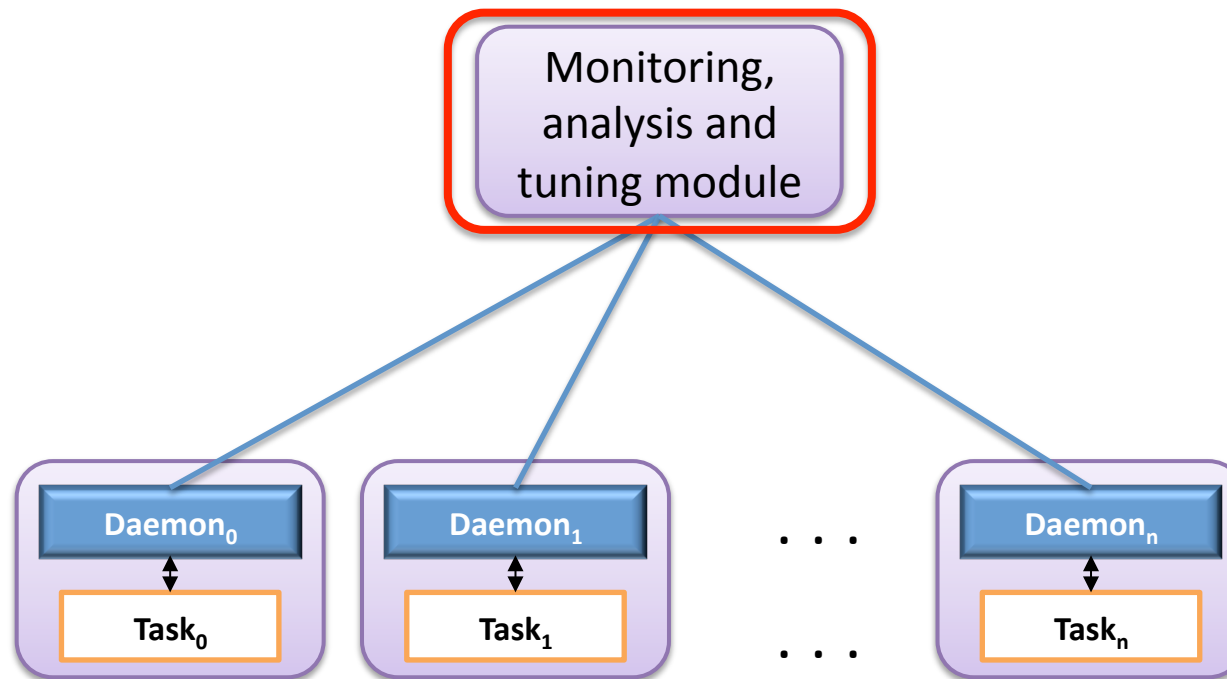 Monitoring,
analysis and
tuning module
Daemon₀ Daemon₁ . . . Daemonₙ
Task₀ Task₁ . . . Taskₙ